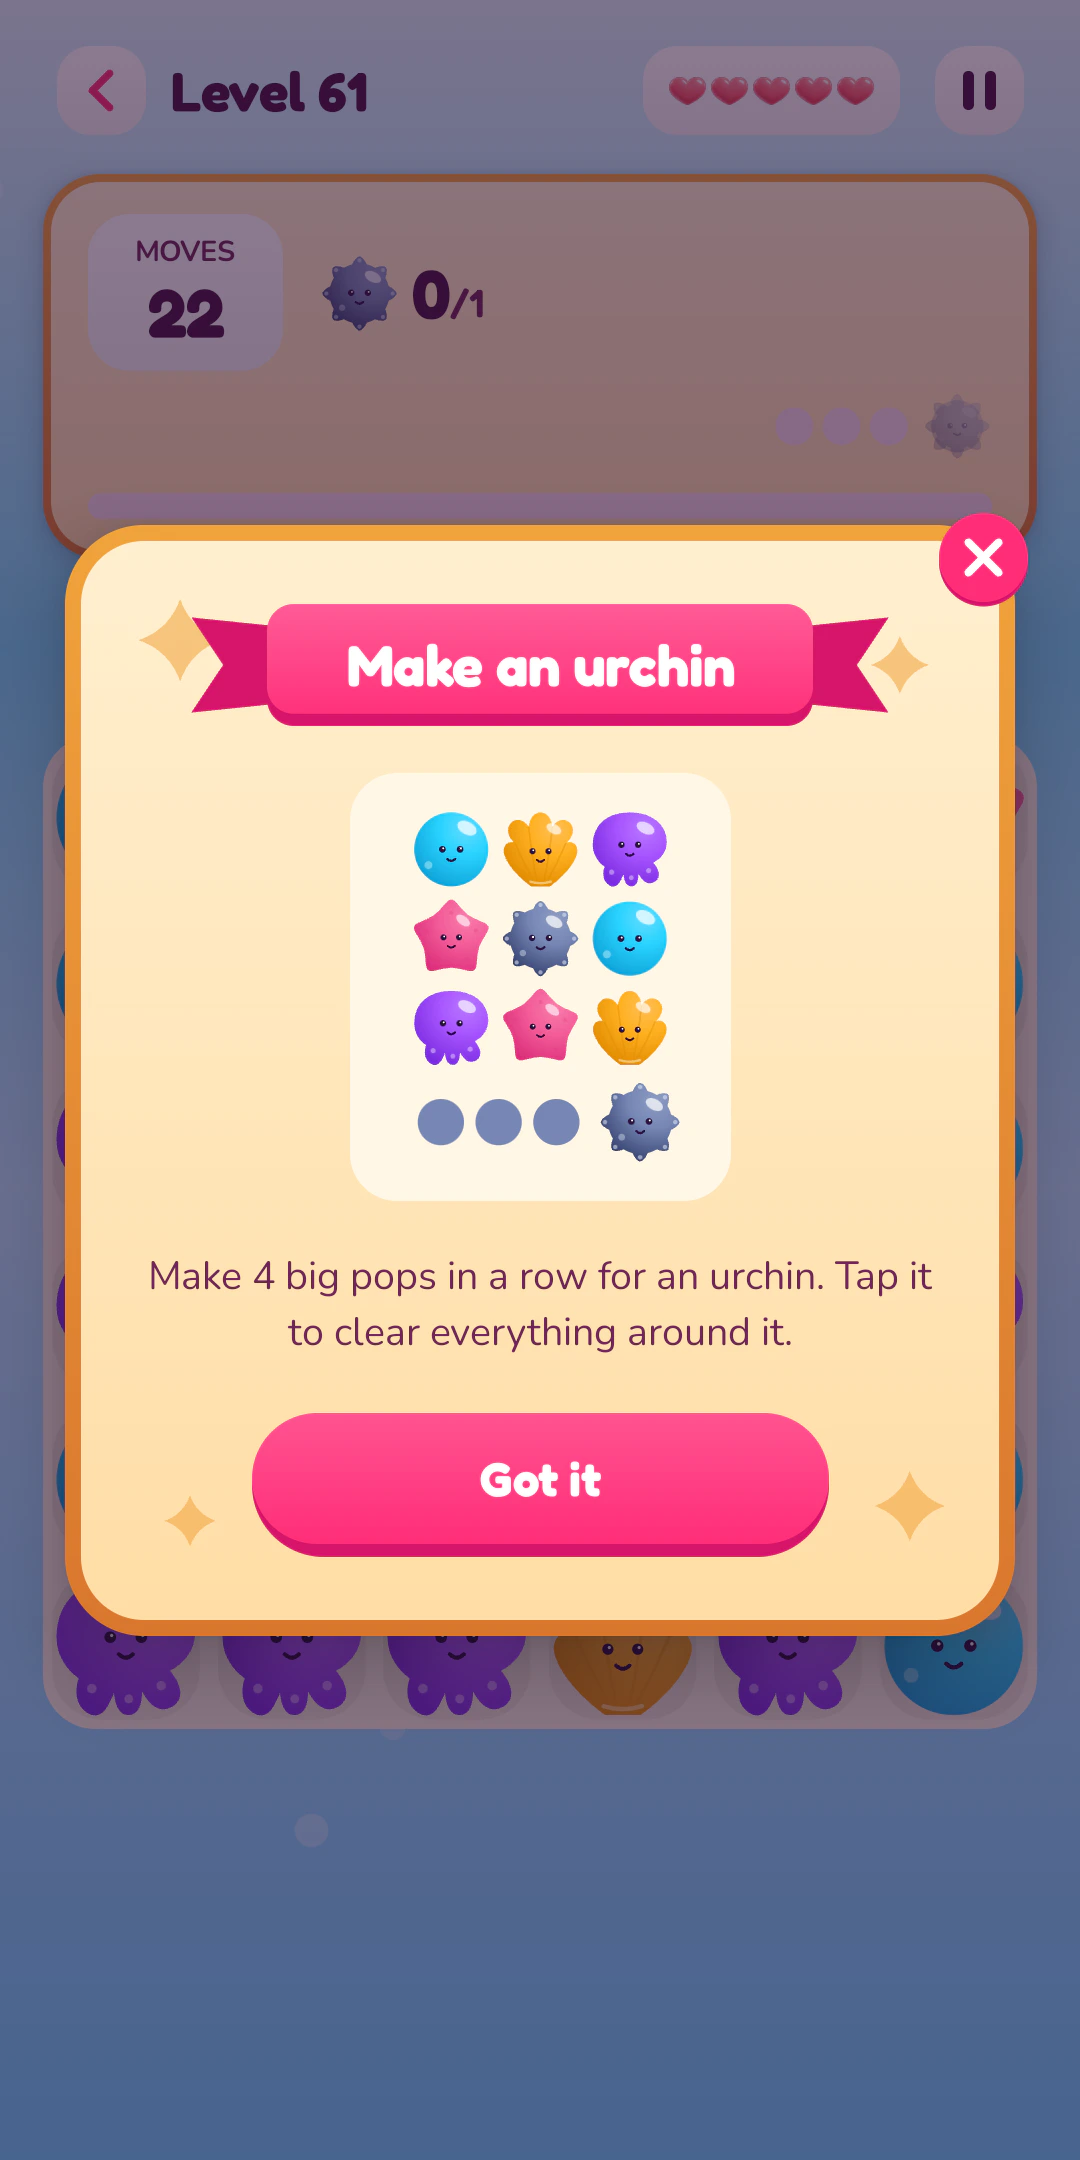 Level 61
MOVES
22
0/1
Make an urchin
Make 4 big pops in a row for an urchin. Tap it
to clear everything around it.
Got it